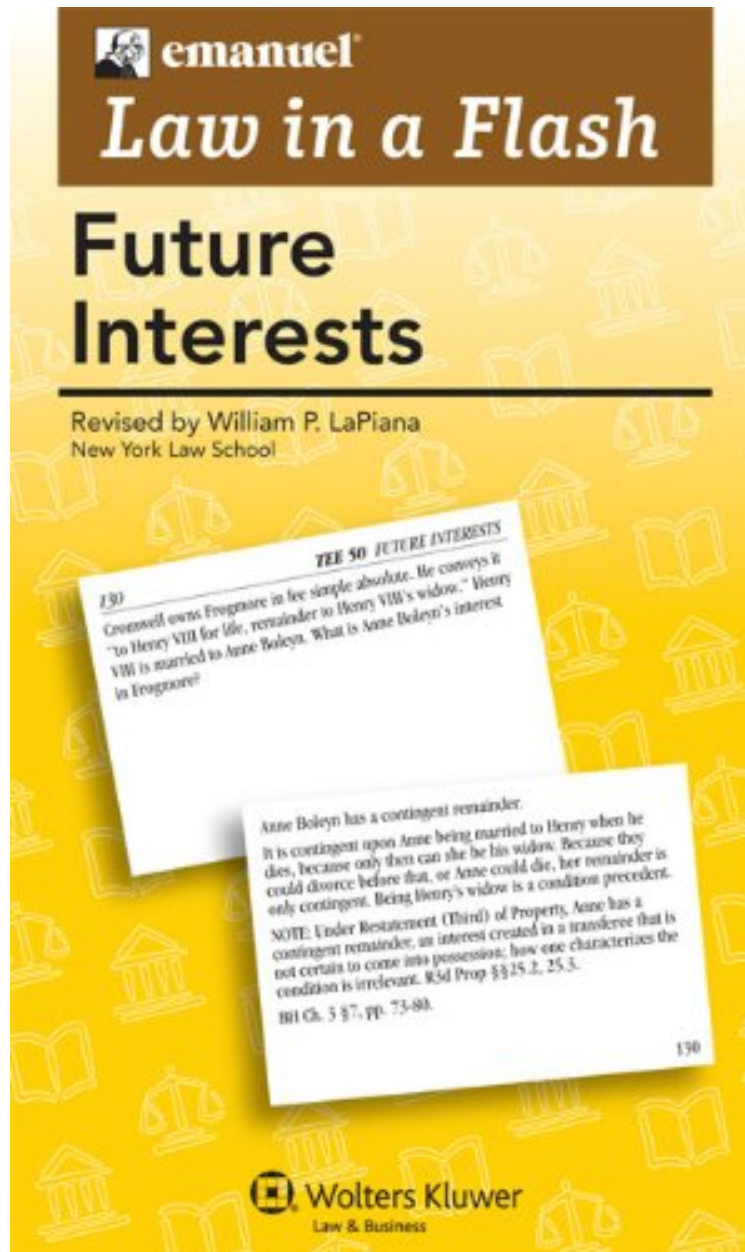 emanuel®
Law in a Flash
Future
Interests
Revised by William P. LaPiana
New York Law School
130 TEE 50 FUTURE INTERESTS
Cromwell owns Frogmore in fee simple absolute. He conveys it
"to Henry VIII for life, remainder to Henry VIII's widow." Henry
VIII is married to Anne Boleyn. What is Anne Boleyn's interest
in Frogmore?
Anne Boleyn has a contingent remainder.
It is contingent upon Anne being married to Henry when he
dies, because only then can she be his widow. Because they
could divorce before that, or Anne could die, her remainder is
only contingent. Being Henry's widow is a condition precedent.
NOTE: Under Restatement (Third) of Property, Anne has a
contingent remainder, an interest created in a transferee that is
not certain to come into possession; how one characterizes the
condition is irrelevant. R3d Prop §§25.2, 25.3.
BH Ch. 3 §7, pp. 73-80.
130
Wolters Kluwer
Law & Business